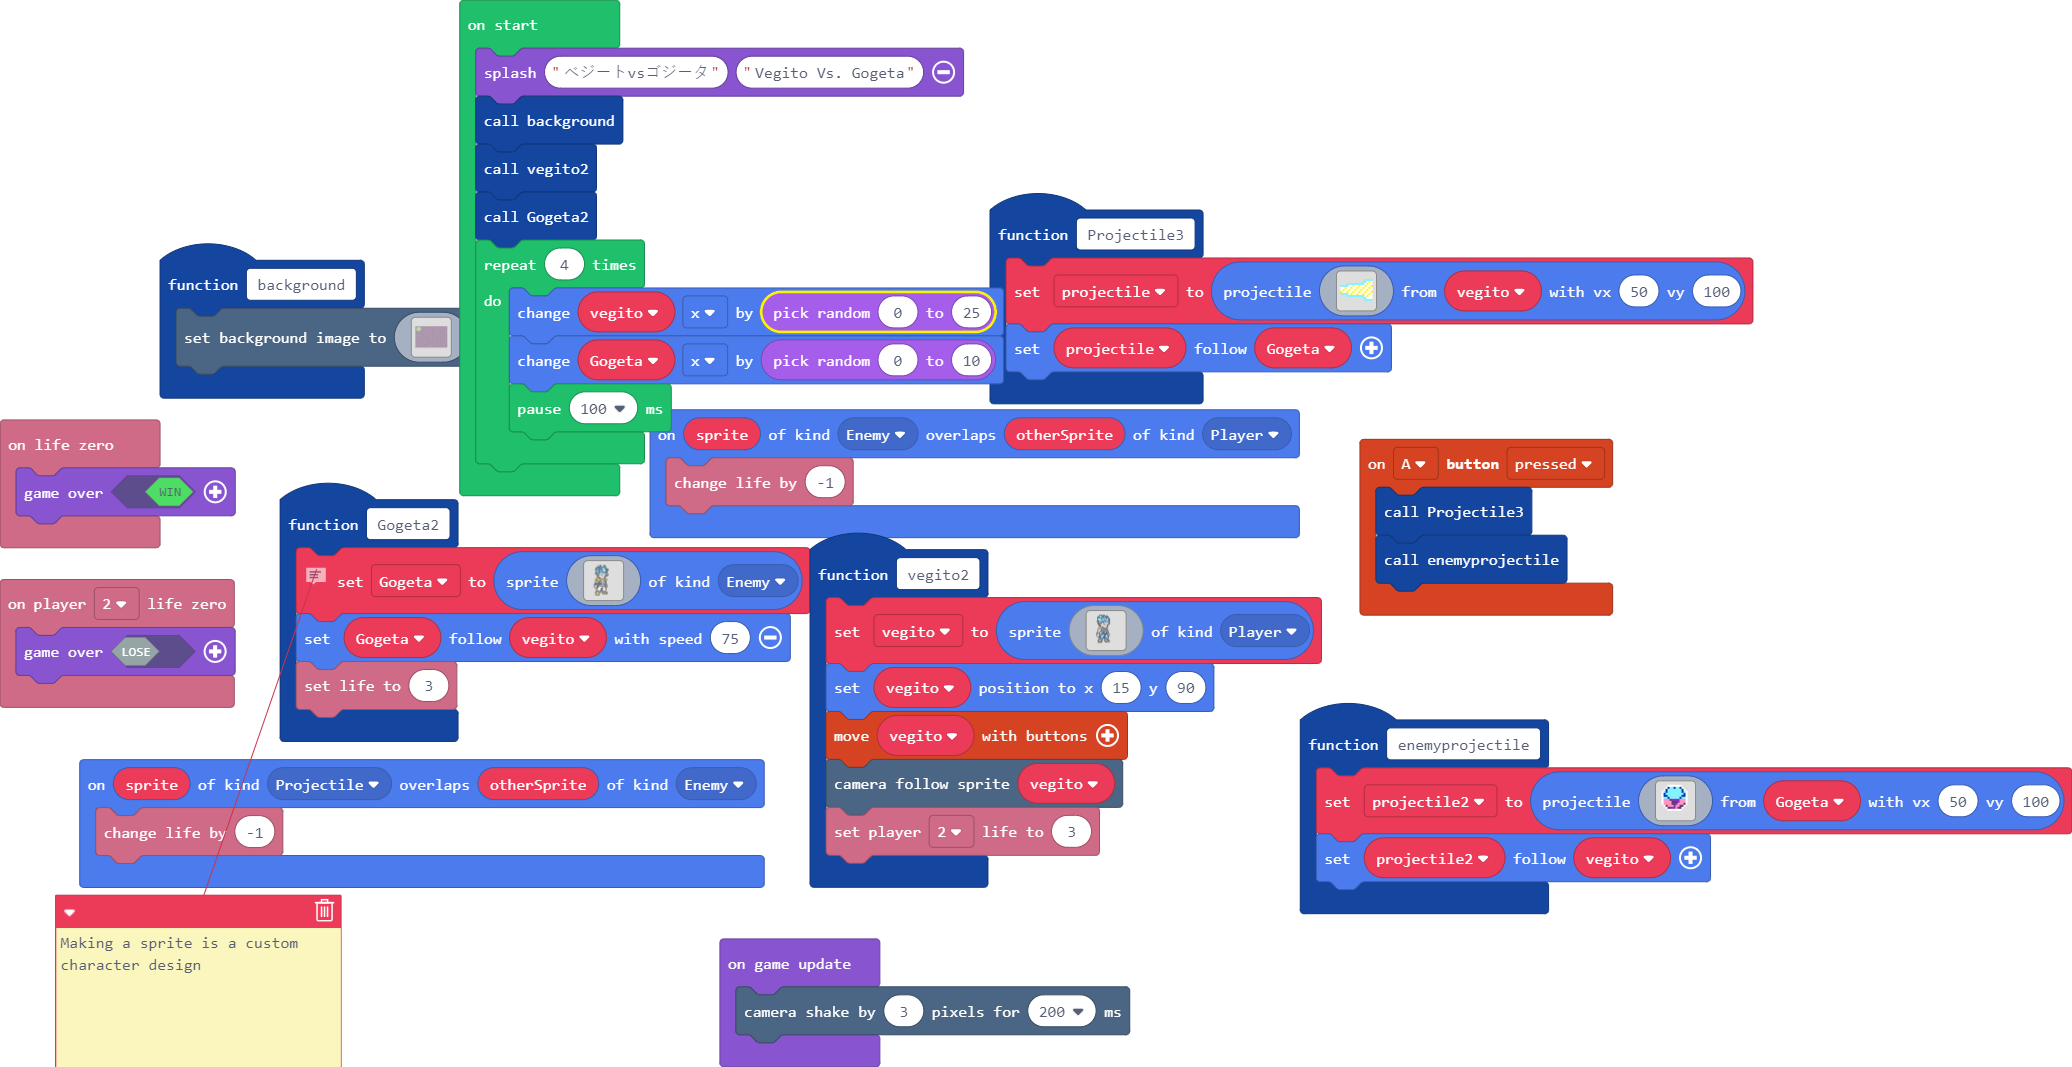 on start
splash "ベジートvsゴジータ" "Vegito Vs. Gogeta"
call background
call vegito2
call Gogeta2
repeat 4 times
do
change vegito x by pick random 0 to 25
change Gogeta x by pick random 0 to 10
pause 100 ms
function background
set background image to
function Projectile3
set projectile to projectile from vegito with vx 50 vy 100
set projectile follow Gogeta
on life zero
game over WIN
on sprite of kind Enemy overlaps otherSprite of kind Player
change life by -1
on A button pressed
call Projectile3
call enemyprojectile
function Gogeta2
set Gogeta to sprite of kind Enemy
set Gogeta follow vegito with speed 75
set life to 3
on player 2 life zero
game over LOSE
function vegito2
set vegito to sprite of kind Player
set vegito position to x 15 y 90
move vegito with buttons
camera follow sprite vegito
set player 2 life to 3
function enemyprojectile
set projectile2 to projectile from Gogeta with vx 50 vy 100
set projectile2 follow vegito
on sprite of kind Projectile overlaps otherSprite of kind Enemy
change life by -1
Making a sprite is a custom
character design
on game update
camera shake by 3 pixels for 200 ms